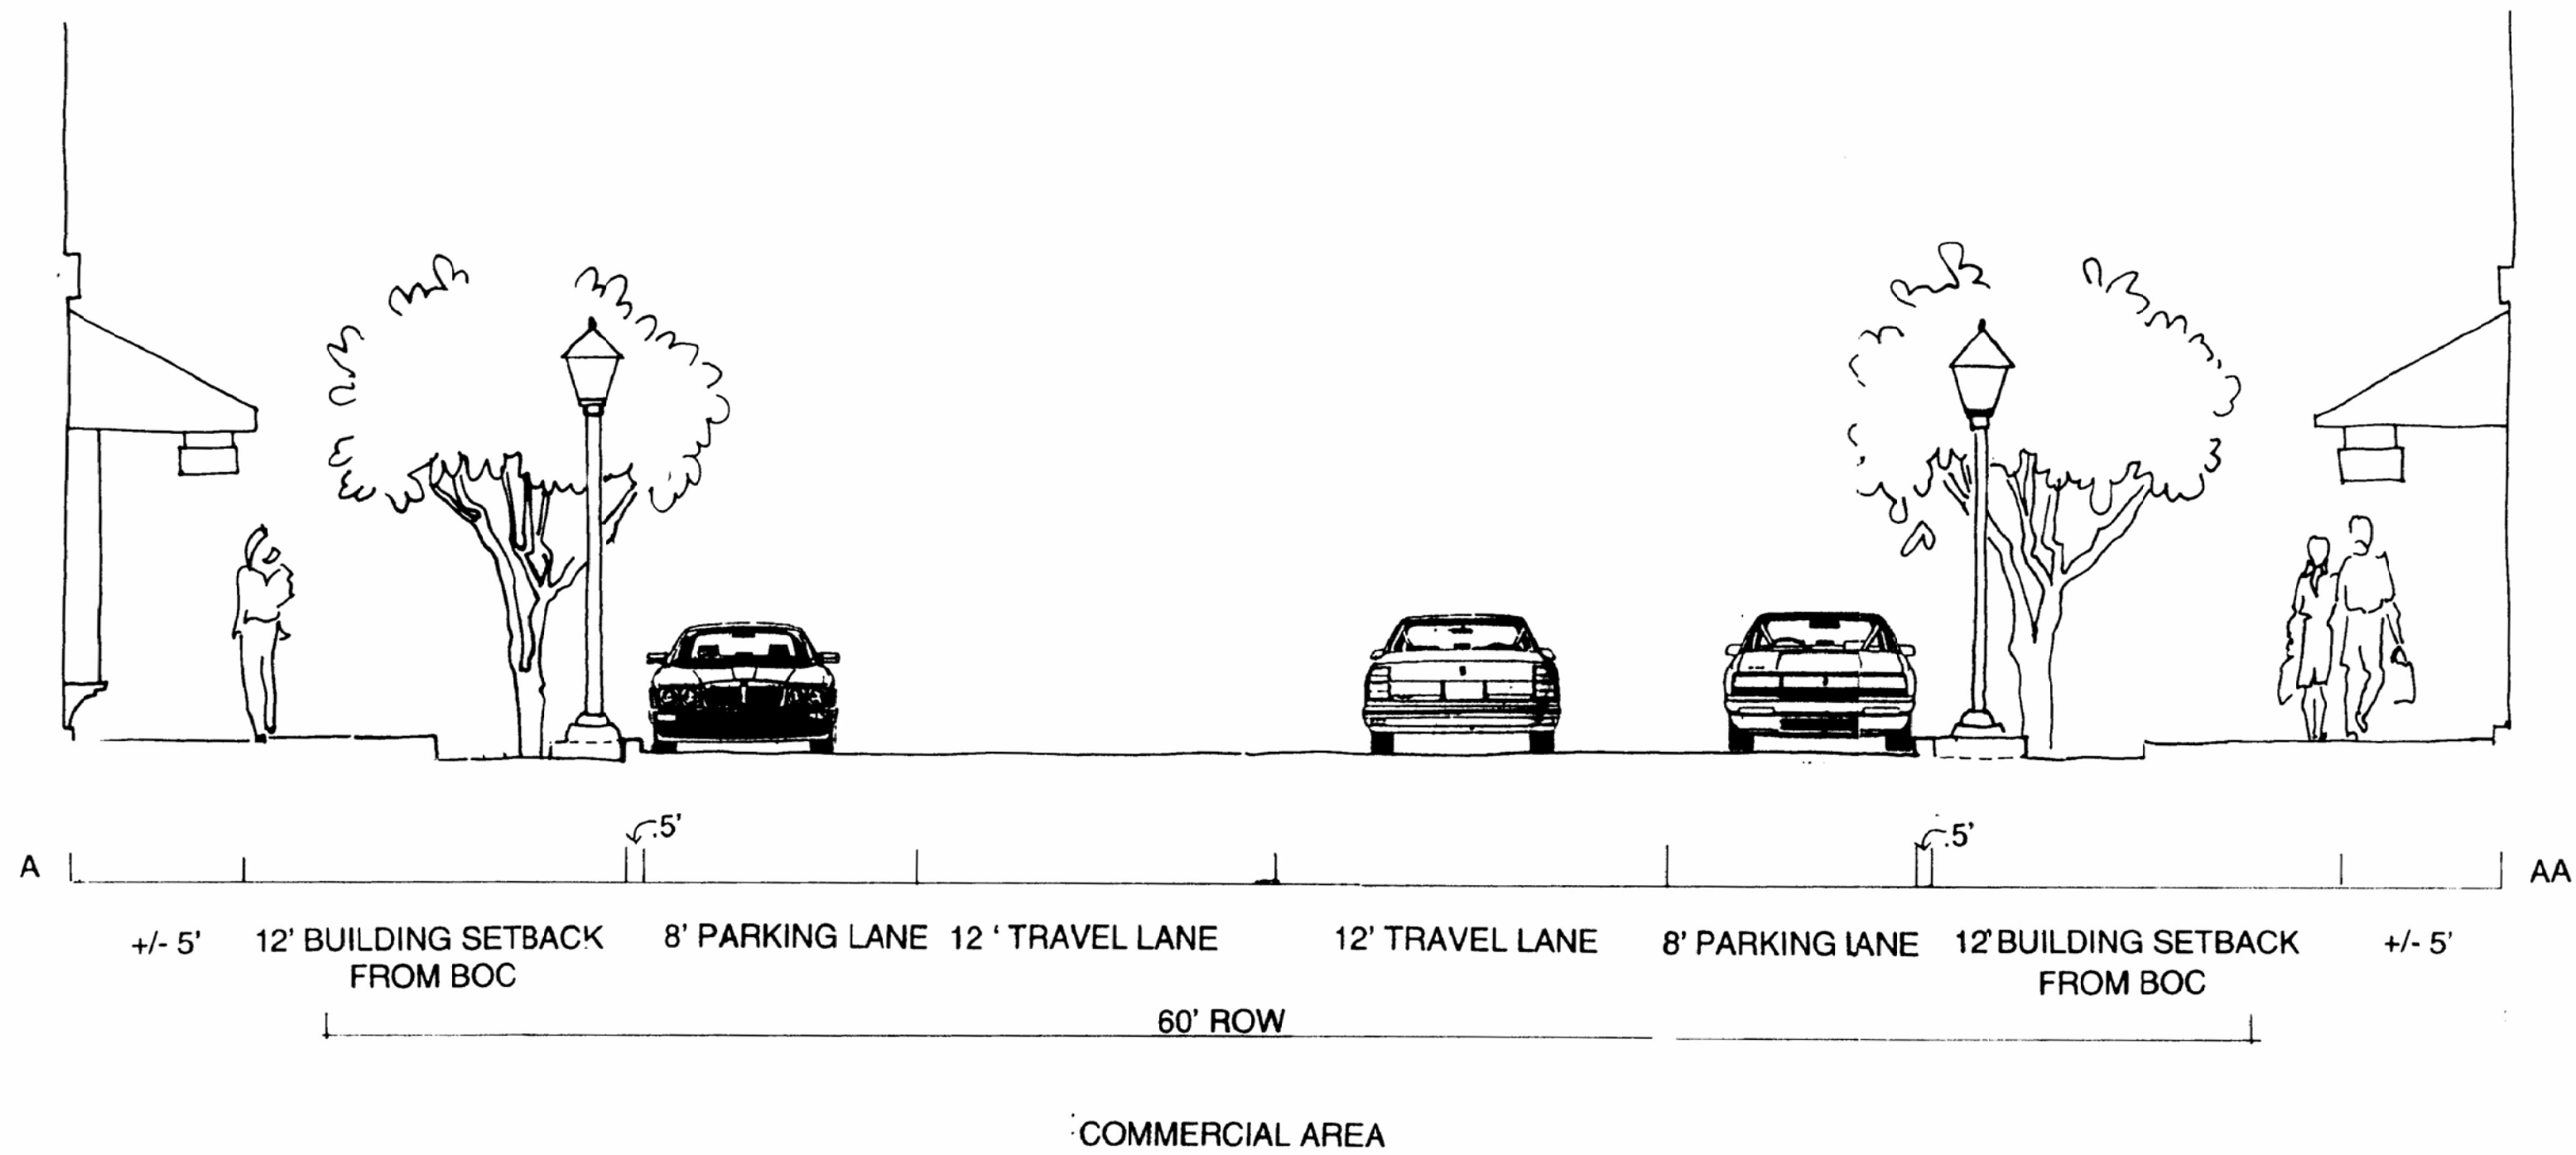 .5'
.5'
A
AA
+/- 5'
12' BUILDING SETBACK
FROM BOC
8' PARKING LANE
12 ' TRAVEL LANE
12' TRAVEL LANE
8' PARKING LANE
12' BUILDING SETBACK
FROM BOC
+/- 5'
60' ROW
COMMERCIAL AREA